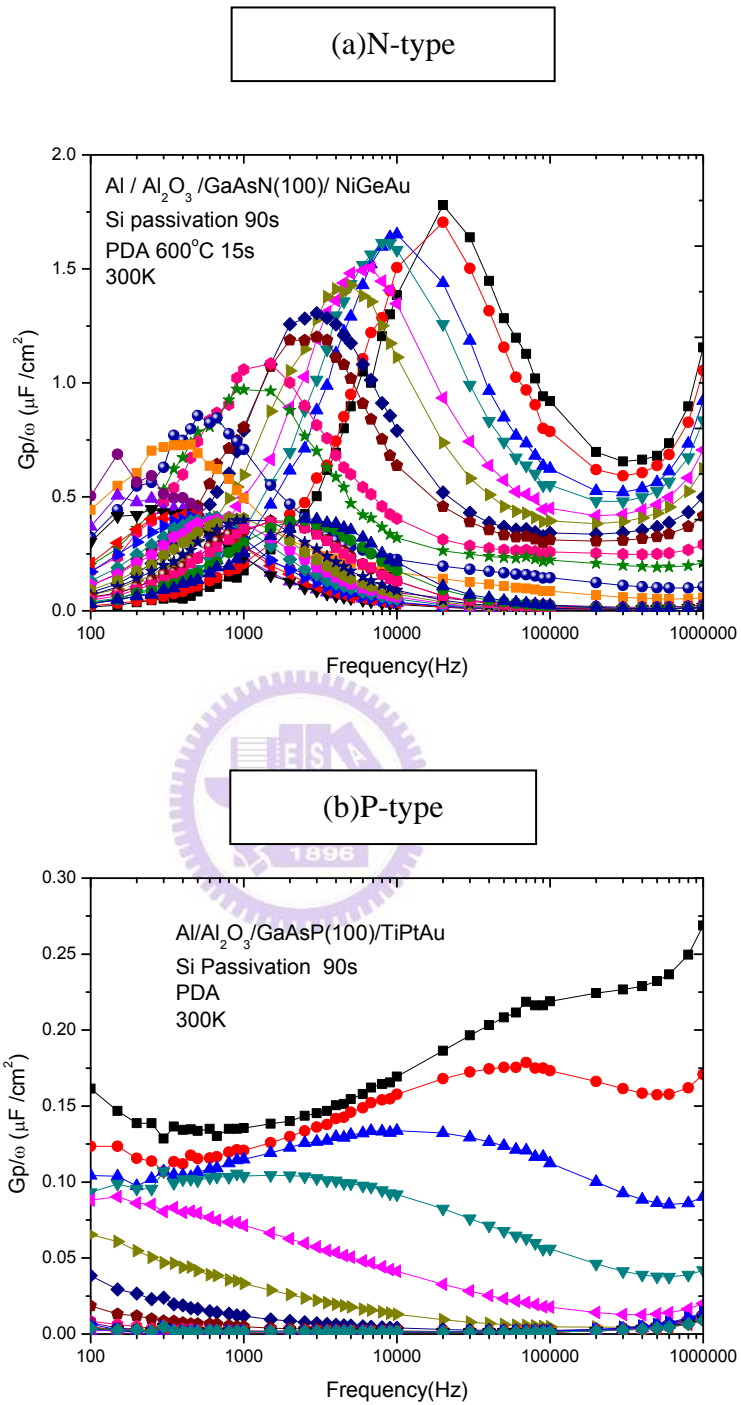 (a)N-type
2.0
1.5
1.0
0.5
0.0
Gp/ω (μF /cm²)
Al / Al₂O₃ /GaAsN(100)/ NiGeAu
Si passivation 90s
PDA 600°C 15s
300K
100 1000 10000 100000 1000000
Frequency(Hz)
E S A
(b)P-type
1896
0.30
0.25
0.20
0.15
0.10
0.05
0.00
Gp/ω (μF /cm²)
Al/Al₂O₃/GaAsP(100)/TiPtAu
Si Passivation 90s
PDA
300K
100 1000 10000 100000 1000000
Frequency(Hz)